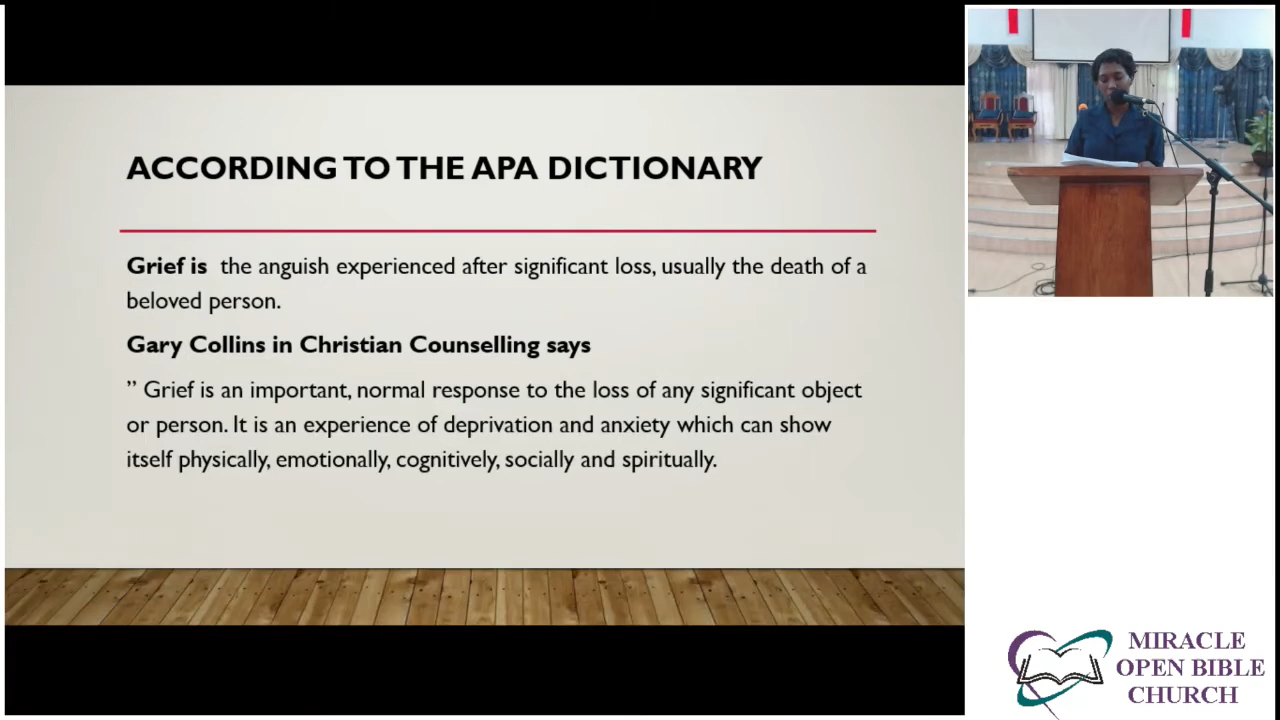 ACCORDING TO THE APA DICTIONARY
Grief is the anguish experienced after significant loss, usually the death of a
beloved person.
Gary Collins in Christian Counselling says
” Grief is an important, normal response to the loss of any significant object
or person. It is an experience of deprivation and anxiety which can show
itself physically, emotionally, cognitively, socially and spiritually.
MIRACLE
OPEN BIBLE
CHURCH